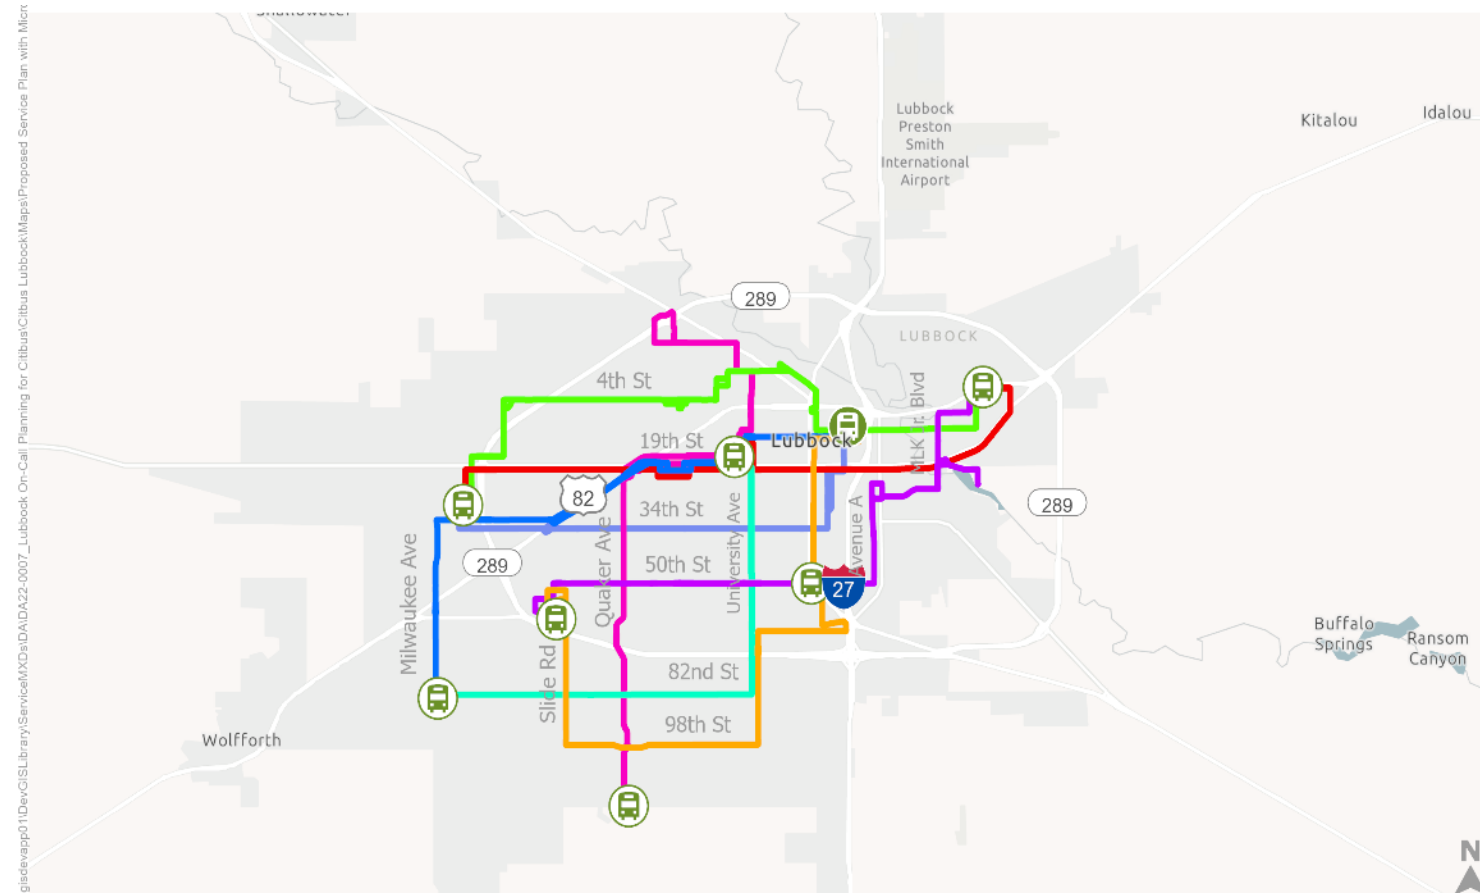 Lubbock
Preston
Smith
International
Airport
Kitalou
Idalou
289
LUBBOCK
4th St
MLK Jr. Blvd
19th St
Lubbock
82
34th St
289
Avenue A
University Ave
Quaker Ave
289
50th St
27
Milwaukee Ave
Slide Rd
82nd St
98th St
Buffalo
Springs
Ransom
Canyon
Wolfforth
N
gisdevapp01\DevGISLibrary\ServiceMXDs\DA\DA22-0007_Lubbock On-Call Planning for Citibus\Citibus Lubbock\Maps\Proposed Service Plan with Micr